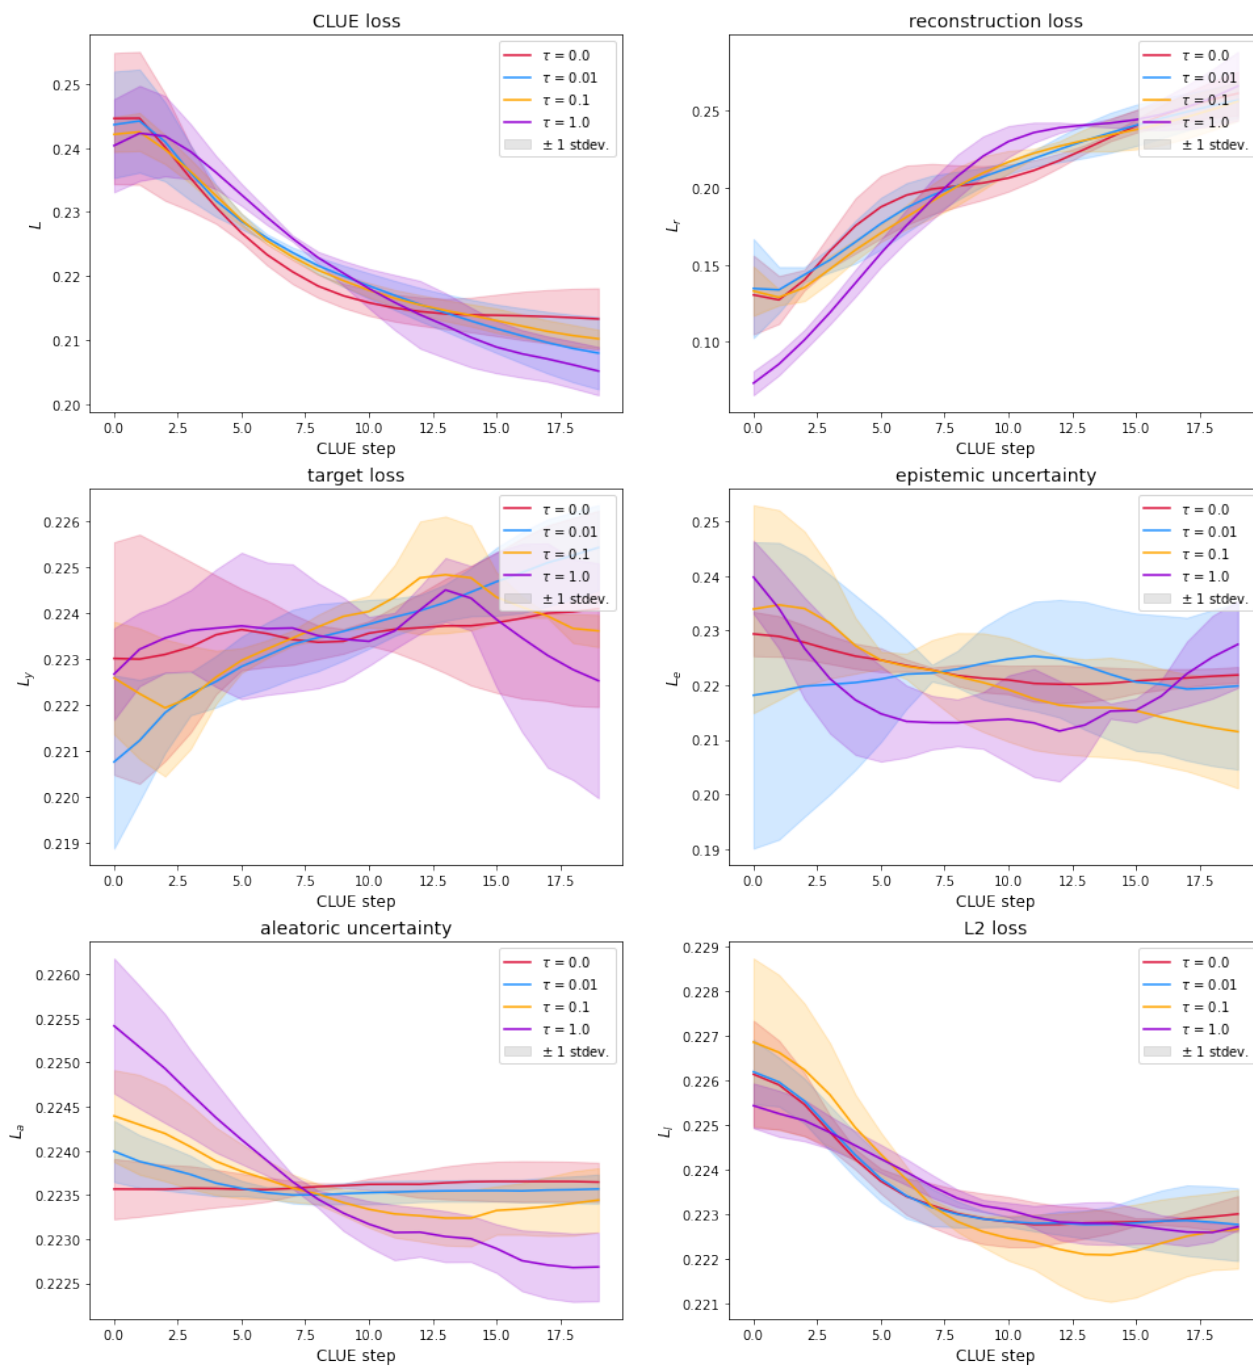 CLUE loss
L
0.25
0.24
0.23
0.22
0.21
0.20
τ = 0.0
τ = 0.01
τ = 0.1
τ = 1.0
± 1 stdev.
0.0 2.5 5.0 7.5 10.0 12.5 15.0 17.5
CLUE step
reconstruction loss
L_r
0.25
0.20
0.15
0.10
τ = 0.0
τ = 0.01
τ = 0.1
τ = 1.0
± 1 stdev.
0.0 2.5 5.0 7.5 10.0 12.5 15.0 17.5
CLUE step
target loss
L_y
0.226
0.225
0.224
0.223
0.222
0.221
0.220
0.219
τ = 0.0
τ = 0.01
τ = 0.1
τ = 1.0
± 1 stdev.
0.0 2.5 5.0 7.5 10.0 12.5 15.0 17.5
CLUE step
epistemic uncertainty
L_e
0.25
0.24
0.23
0.22
0.21
0.20
0.19
τ = 0.0
τ = 0.01
τ = 0.1
τ = 1.0
± 1 stdev.
0.0 2.5 5.0 7.5 10.0 12.5 15.0 17.5
CLUE step
aleatoric uncertainty
L_a
0.2260
0.2255
0.2250
0.2245
0.2240
0.2235
0.2230
0.2225
τ = 0.0
τ = 0.01
τ = 0.1
τ = 1.0
± 1 stdev.
0.0 2.5 5.0 7.5 10.0 12.5 15.0 17.5
CLUE step
L2 loss
L_l
0.229
0.228
0.227
0.226
0.225
0.224
0.223
0.222
0.221
τ = 0.0
τ = 0.01
τ = 0.1
τ = 1.0
± 1 stdev.
0.0 2.5 5.0 7.5 10.0 12.5 15.0 17.5
CLUE step